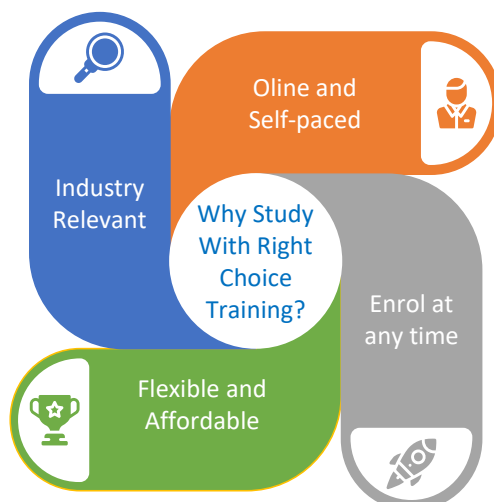 Oline and
Self-paced
Industry
Relevant
Why Study
With Right
Choice
Training?
Enrol at
any time
Flexible and
Affordable